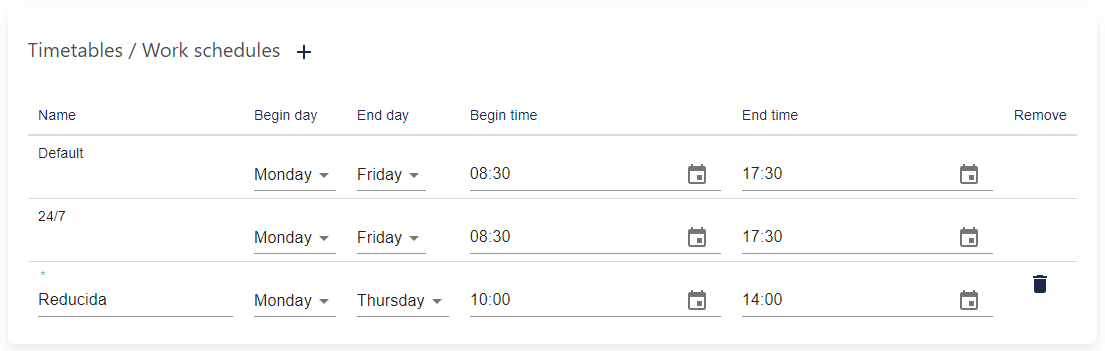 Timetables / Work schedules +
Name Begin day End day Begin time End time Remove
Default
Monday Friday 08:30 17:30
24/7
Monday Friday 08:30 17:30
*
Reducida Monday Thursday 10:00 14:00